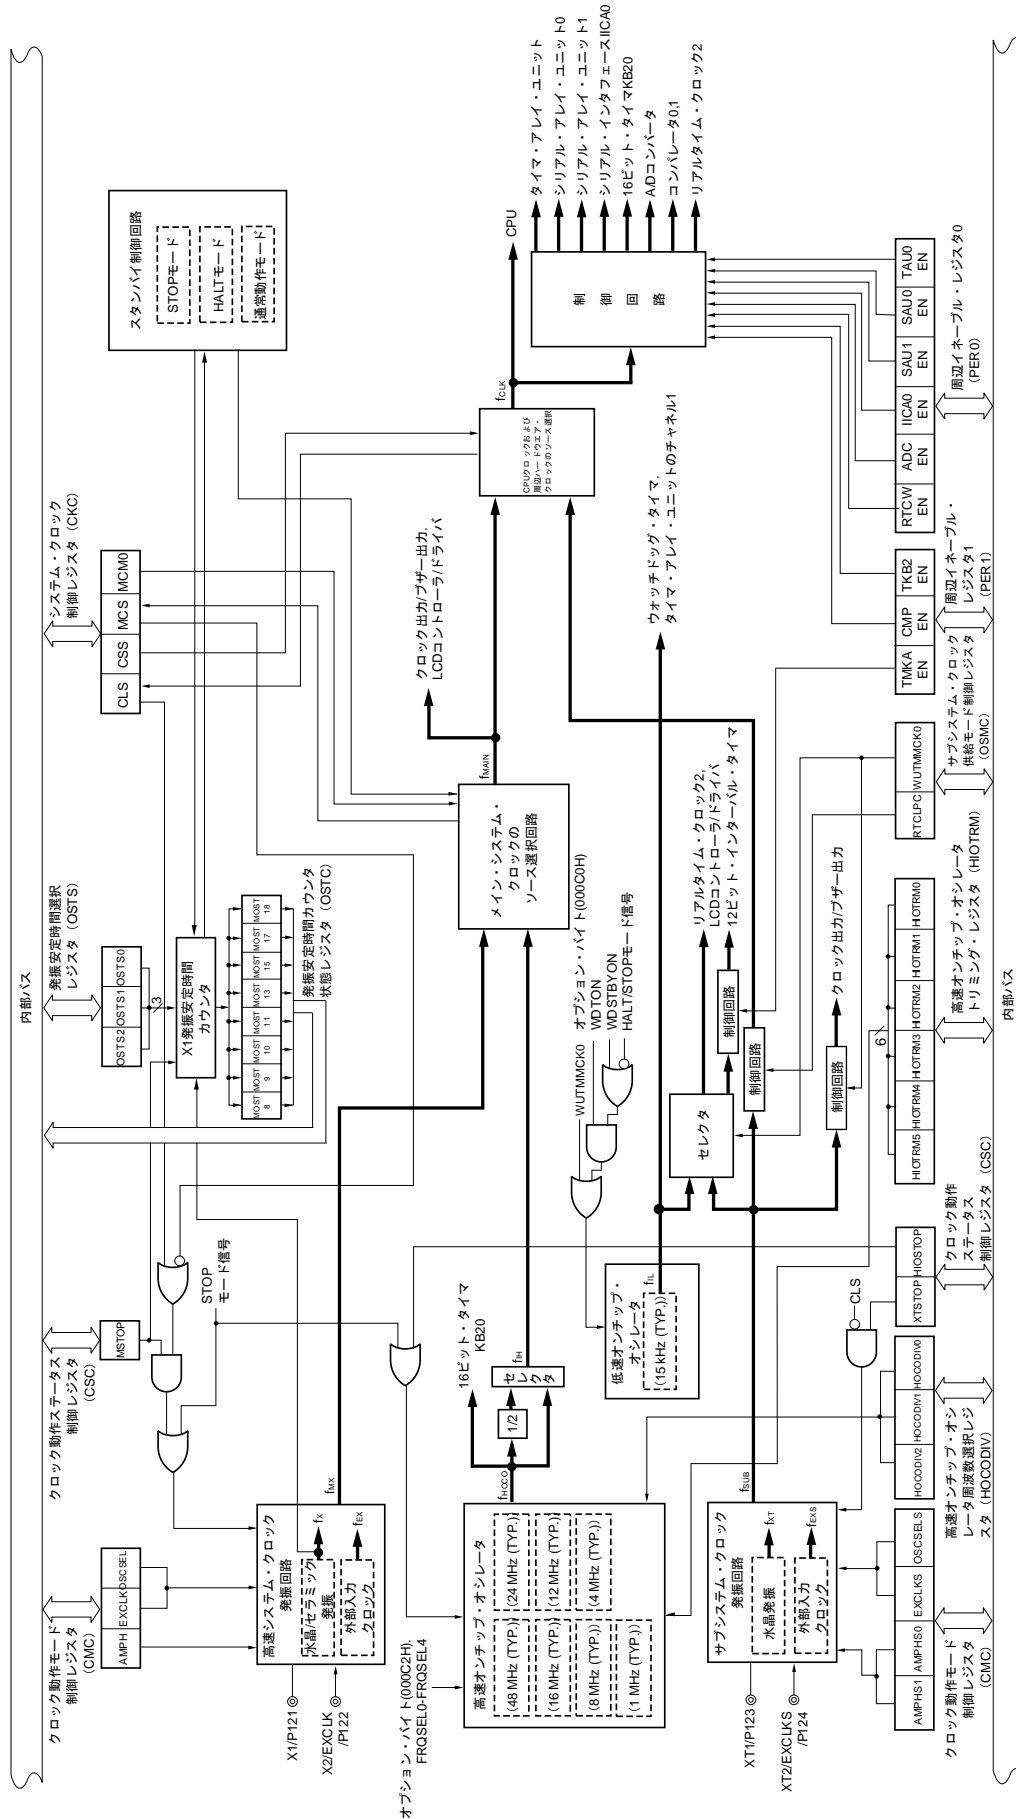 内部バス
クロック動作モード
制御レジスタ
(CMC)
AMPH EXCLK OSCSEL
クロック動作ステータス
制御レジスタ
(CSC)
MSTOP
発振安定時間選択
レジスタ (OSTS)
OSTS2 OSTS1 OSTS0
3
システム・クロック
制御レジスタ (CKC)
CLS CSS MCS MCM0
スタンバイ制御回路
STOPモード
HALTモード
通常動作モード
X1発振安定時間
カウンタ
MOST 8
MOST 9
MOST 10
MOST 11
MOST 13
MOST 15
MOST 17
MOST 18
発振安定時間カウンタ
状態レジスタ (OSTC)
STOP
モード信号
高速システム・クロック
発振回路
水晶/セラミック
発振
fX
外部入力
クロック
fEX
X1/P121
X2/EXCLK
/P122
fMX
オプション・バイト(000C2H)
FRQSEL0-FRQSEL4
高速オンチップ・オシレータ
(48 MHz (TYP.)) (24 MHz (TYP.))
(16 MHz (TYP.)) (12 MHz (TYP.))
(8 MHz (TYP.)) (4 MHz (TYP.))
(1 MHz (TYP.))
fHOCO
16ビット・タイマ
KB20
1/2
セレクタ
fIH
メイン・システム・
クロックの
ソース選択回路
fMAIN
クロック出力/ブザー出力,
LCDコントローラ/ドライバ
CPUクロックおよび
周辺ハードウエア・
クロックのソース選択
fCLK
CPU
制御回路
タイマ・アレイ・ユニット
シリアル・アレイ・ユニット0
シリアル・アレイ・ユニット1
シリアル・インタフェースIICA0
16ビット・タイマKB20
A/Dコンバータ
コンパレータ0,1
リアルタイム・クロック2
オプション・バイト(000C0H)
WDTON
WDSTBYON
HALT/STOPモード信号
WUTMMCK0
低速オンチップ・
オシレータ
(15 kHz (TYP.))
fIL
ウォッチドッグ・タイマ,
タイマ・アレイ・ユニットのチャネル1
セレクタ
リアルタイム・クロック2,
LCDコントローラ/ドライバ
制御回路
12ビット・インターバル・タイマ
制御回路
制御回路
クロック出力/ブザー出力
サブシステム・クロック
発振回路
水晶発振
fXT
外部入力
クロック
fEXS
XT1/P123
XT2/EXCLKS
/P124
fSUB
CLS
AMPHS1 AMPHS0 EXCLKS OSCSELS
クロック動作モード
制御レジスタ
(CMC)
HOCODIV2 HOCODIV1 HOCODIV0
高速オンチップ・オシ
レータ周波数選択レジ
スタ (HOCODIV)
XTSTOP HIOSTOP
クロック動作
ステータス
制御レジスタ (CSC)
6
HIOTRM5 HIOTRM4 HIOTRM3 HIOTRM2 HIOTRM1 HIOTRM0
高速オンチップ・オシレータ
トリミング・レジスタ (HIOTRM)
RTCLPC WUTMMCK0
サブシステム・クロック
供給モード制御レジスタ
(OSMC)
TMKA EN CMP EN TKB2 EN
周辺イネーブル・
レジスタ1
(PER1)
RTCW EN ADC EN IICA0 EN SAU1 EN SAU0 EN TAU0 EN
周辺イネーブル・レジスタ0
(PER0)
内部バス